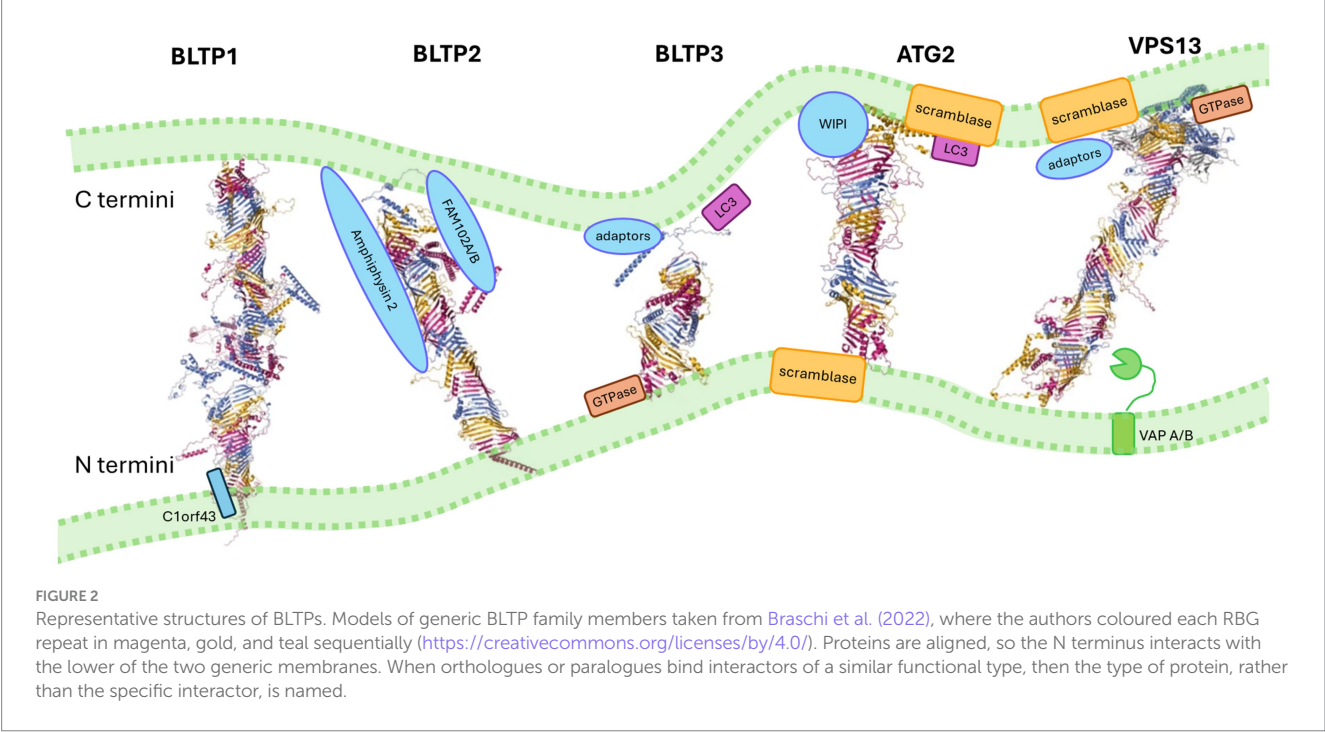 BLTP1
BLTP2
BLTP3
ATG2
VPS13
C termini
N termini
C1orf43
Amphiphysin 2
FAM102A/B
adaptors
LC3
GTPase
WIPI
scramblase
LC3
scramblase
scramblase
adaptors
GTPase
VAP A/B
FIGURE 2
Representative structures of BLTPs. Models of generic BLTP family members taken from Braschi et al. (2022), where the authors coloured each RBG
repeat in magenta, gold, and teal sequentially (https://creativecommons.org/licenses/by/4.0/). Proteins are aligned, so the N terminus interacts with
the lower of the two generic membranes. When orthologues or paralogues bind interactors of a similar functional type, then the type of protein, rather
than the specific interactor, is named.